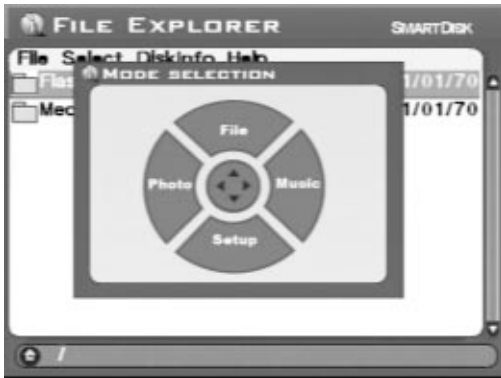 FILE EXPLORER SMARTDISK
File Select Diskinfo Help
Flas 1/01/70
MODE SELECTION
Mec 1/01/70
File
Photo Music
Setup
/